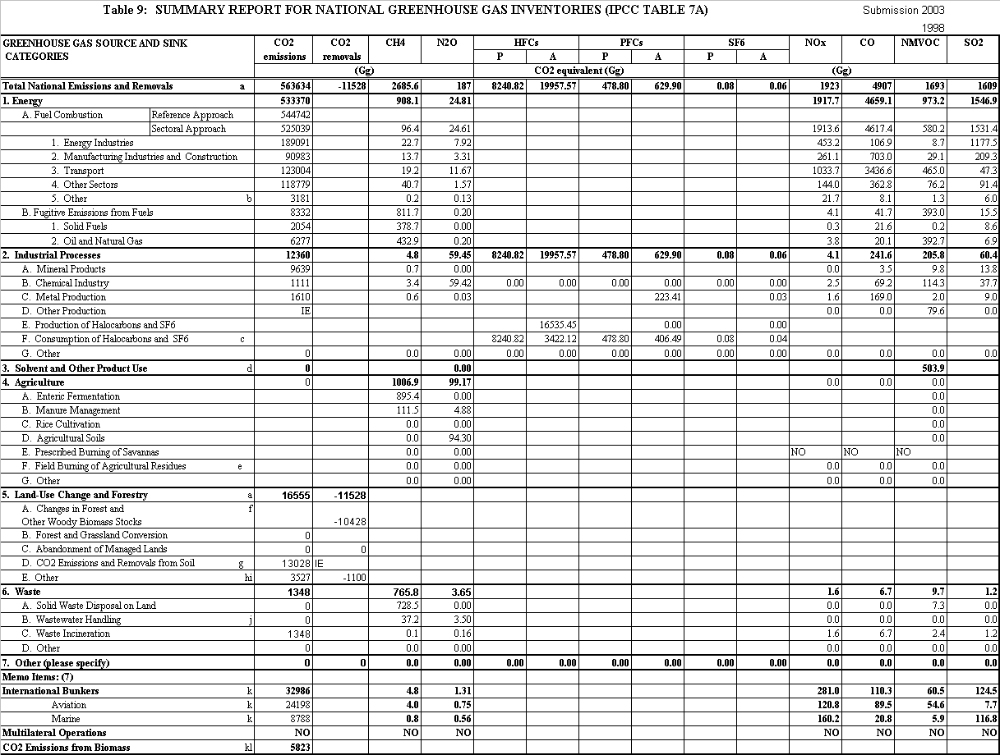 Table 9: SUMMARY REPORT FOR NATIONAL GREENHOUSE GAS INVENTORIES (IPCC TABLE 7A) Submission 2003
1998
GREENHOUSE GAS SOURCE AND SINK CO2 CO2 CH4 N2O HFCs PFCs SF6 NOx CO NMVOC SO2
CATEGORIES emissions removals P A P A P A
(Gg) CO2 equivalent (Gg) (Gg)
Total National Emissions and Removals a 563634 -11528 2685.6 187 8240.82 19957.57 478.80 629.90 0.08 0.06 1923 4907 1693 1609
1. Energy 533370 908.1 24.81 1917.7 4659.1 973.2 1546.9
A. Fuel Combustion Reference Approach 544742
Sectoral Approach 525039 96.4 24.61 1913.6 4617.4 580.2 1531.4
1. Energy Industries 189091 22.7 7.92 453.2 106.9 8.7 1177.5
2. Manufacturing Industries and Construction 90983 13.7 3.31 261.1 703.0 29.1 209.3
3. Transport 123004 19.2 11.67 1033.7 3436.6 465.0 47.3
4. Other Sectors 118779 40.7 1.57 144.0 362.8 76.2 91.4
5. Other b 3181 0.2 0.13 21.7 8.1 1.3 6.0
B. Fugitive Emissions from Fuels 8332 811.7 0.20 4.1 41.7 393.0 15.5
1. Solid Fuels 2054 378.7 0.00 0.3 21.6 0.2 8.6
2. Oil and Natural Gas 6277 432.9 0.20 3.8 20.1 392.7 6.9
2. Industrial Processes 12360 4.8 59.45 8240.82 19957.57 478.80 629.90 0.08 0.06 4.1 241.6 205.8 60.4
A. Mineral Products 9639 0.7 0.00 0.0 3.5 9.8 13.8
B. Chemical Industry 1111 3.4 59.42 0.00 0.00 0.00 0.00 0.00 0.00 2.5 69.2 114.3 37.7
C. Metal Production 1610 0.6 0.03 223.41 0.03 1.6 169.0 2.0 9.0
D. Other Production IE 0.0 0.0 79.6 0.0
E. Production of Halocarbons and SF6 16535.45 0.00 0.00
F. Consumption of Halocarbons and SF6 c 8240.82 3422.12 478.80 406.49 0.08 0.04
G. Other 0 0.0 0.00 0.00 0.00 0.00 0.00 0.00 0.00 0.0 0.0 0.0 0.0
3. Solvent and Other Product Use d 0 0.00 503.9
4. Agriculture 0 1006.9 99.17 0.0 0.0 0.0
A. Enteric Fermentation 895.4 0.00 0.0
B. Manure Management 111.5 4.88 0.0
C. Rice Cultivation 0.0 0.00 0.0
D. Agricultural Soils 0.0 94.30 0.0
E. Prescribed Burning of Savannas 0.0 0.00 NO NO NO
F. Field Burning of Agricultural Residues e 0.0 0.00 0.0 0.0 0.0
G. Other 0.0 0.00 0.0 0.0 0.0
5. Land-Use Change and Forestry a 16555 -11528
A. Changes in Forest and f
Other Woody Biomass Stocks -10428
B. Forest and Grassland Conversion 0
C. Abandonment of Managed Lands 0 0
D. CO2 Emissions and Removals from Soil g 13028 IE
E. Other hi 3527 -1100
6. Waste 1348 765.8 3.65 1.6 6.7 9.7 1.2
A. Solid Waste Disposal on Land 0 728.5 0.00 0.0 0.0 7.3 0.0
B. Wastewater Handling j 0 37.2 3.50 0.0 0.0 0.0 0.0
C. Waste Incineration 1348 0.1 0.16 1.6 6.7 2.4 1.2
D. Other 0 0.0 0.00 0.0 0.0 0.0 0.0
7. Other (please specify) 0 0 0.0 0.00 0.00 0.00 0.00 0.00 0.00 0.00 0.0 0.0 0.0 0.0
Memo Items: (7)
International Bunkers k 32986 4.8 1.31 281.0 110.3 60.5 124.5
Aviation k 24198 4.0 0.75 120.8 89.5 54.6 7.7
Marine k 8788 0.8 0.56 160.2 20.8 5.9 116.8
Multilateral Operations NO NO NO NO NO NO NO
CO2 Emissions from Biomass kl 5823